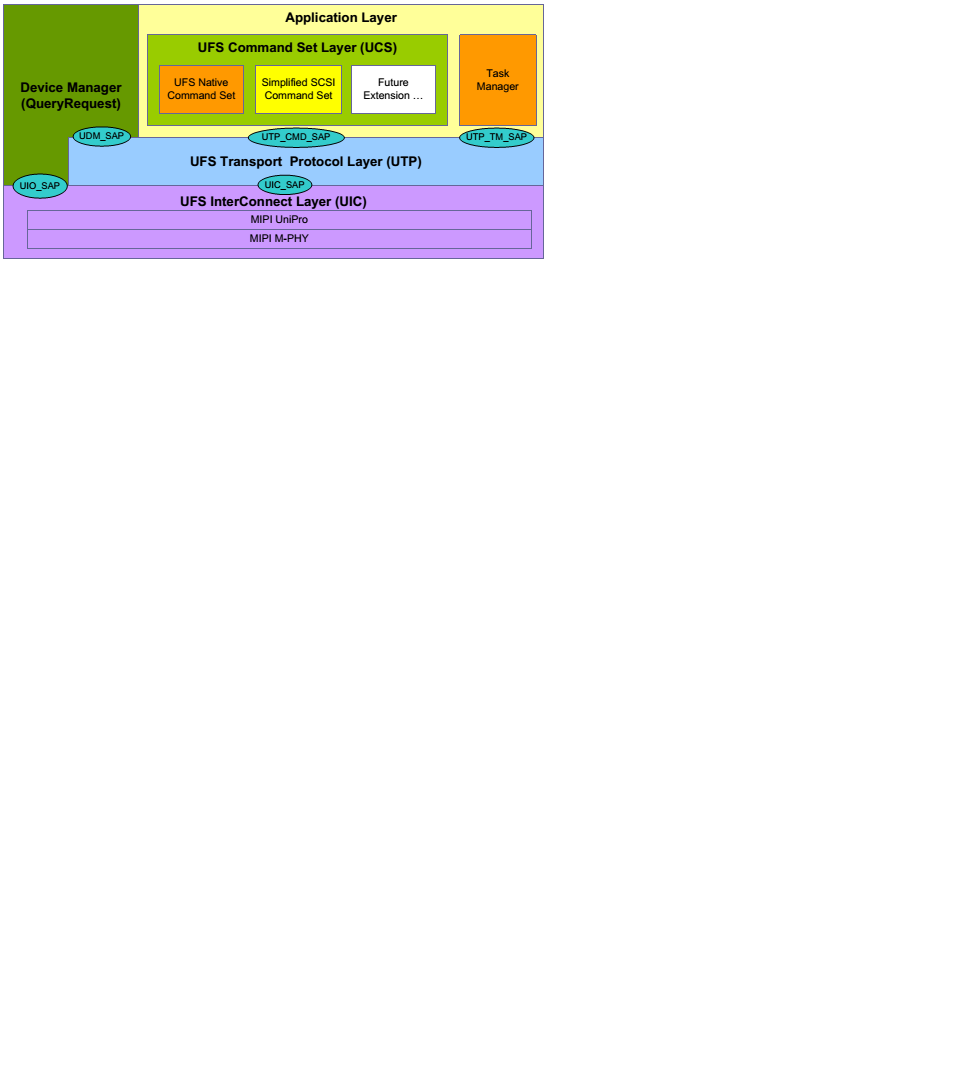 Application Layer
UFS Command Set Layer (UCS)
Device Manager
(QueryRequest)
UFS Native
Command Set
Simplified SCSI
Command Set
Future
Extension ...
Task
Manager
UDM_SAP
UTP_CMD_SAP
UTP_TM_SAP
UFS Transport Protocol Layer (UTP)
UIO_SAP
UIC_SAP
UFS InterConnect Layer (UIC)
MIPI UniPro
MIPI M-PHY